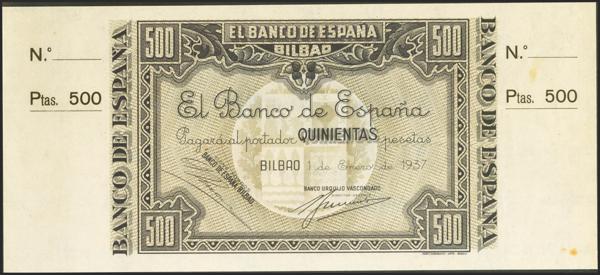 N.º
Ptas. 500
BANCO DE ESPAÑA
500
EL BANCO DE ESPAÑA
BILBAO
500
El Banco de España
Pagará al portador QUINIENTAS pesetas
BILBAO 1 de Enero de 1937
BANCO DE ESPAÑA BILBAO
BANCO URQUIJO VASCONGADO
500
500
BANCO DE ESPAÑA
N.º
Ptas. 500